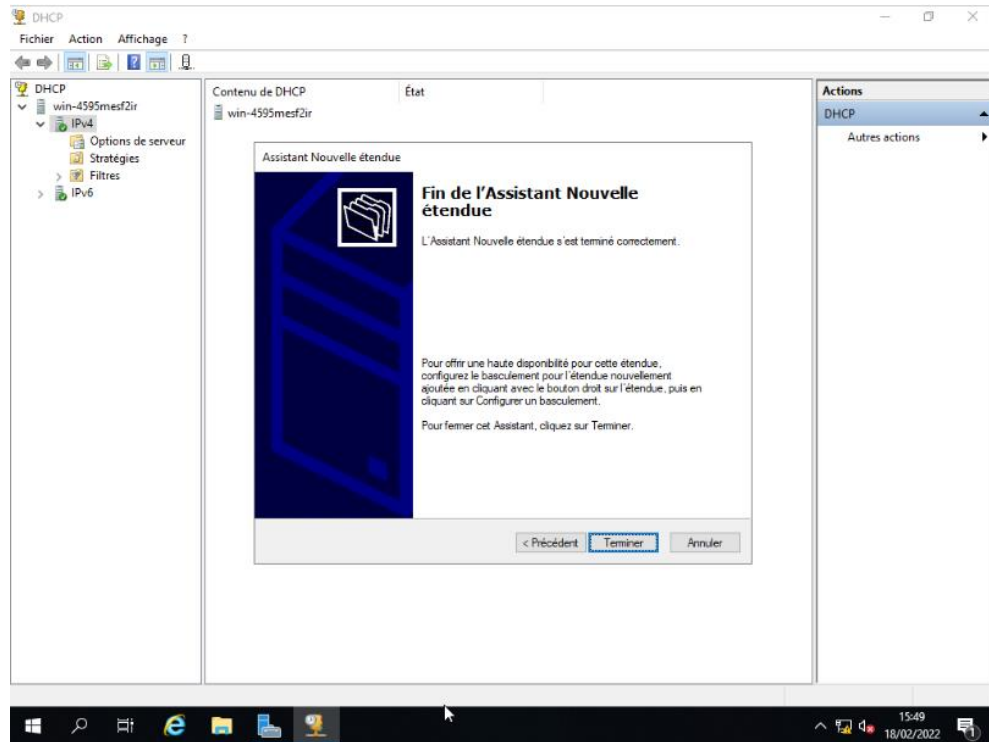 DHCP
Fichier Action Affichage ?
DHCP
win-4595mesf2ir
IPv4
Options de serveur
Stratégies
Filtres
IPv6
Contenu de DHCP État
win-4595mesf2ir
Assistant Nouvelle étendue
Fin de l'Assistant Nouvelle
étendue
L'Assistant Nouvelle étendue s'est terminé correctement.
Pour offrir une haute disponibilité pour cette étendue,
configurez le basculement pour l'étendue nouvellement
ajoutée en cliquant avec le bouton droit sur l'étendue, puis en
cliquant sur Configurer un basculement.
Pour fermer cet Assistant, cliquez sur Terminer.
< Précédent Terminer Annuler
Actions
DHCP
Autres actions
15:49
18/02/2022
1